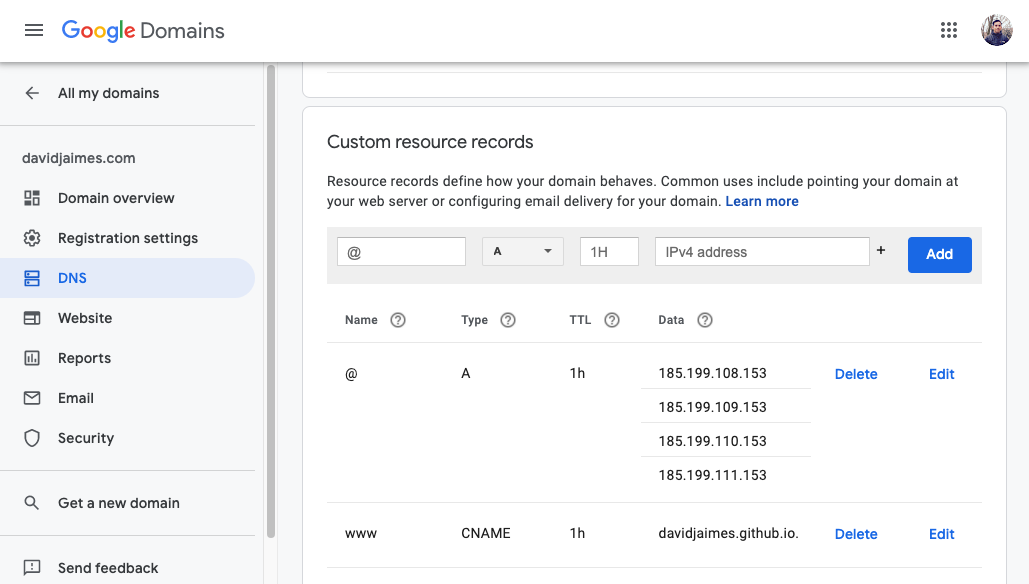 Google Domains
All my domains
davidjaimes.com
Domain overview
Registration settings
DNS
Website
Reports
Email
Security
Get a new domain
Send feedback
Custom resource records
Resource records define how your domain behaves. Common uses include pointing your domain at
your web server or configuring email delivery for your domain. Learn more
@ A 1H IPv4 address + Add
Name ? Type ? TTL ? Data ?
@ A 1h 185.199.108.153 Delete Edit
185.199.109.153
185.199.110.153
185.199.111.153
www CNAME 1h davidjaimes.github.io. Delete Edit